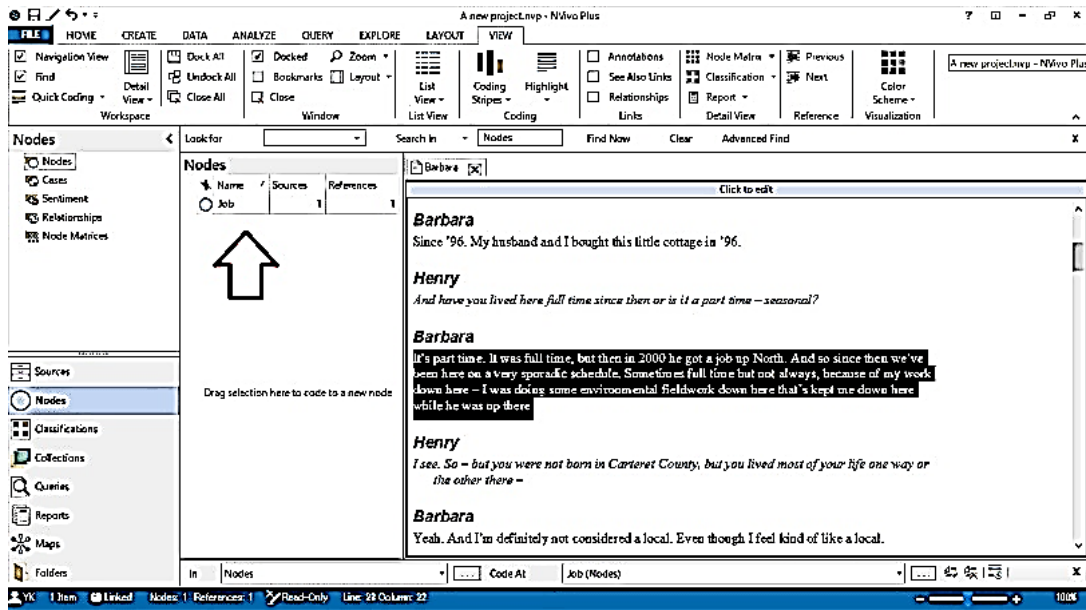 A new project.nvp - NVivo Plus
FILE HOME CREATE DATA ANALYZE QUERY EXPLORE LAYOUT VIEW
Navigation View
Find
Quick Coding
Detail View
Workspace
Dock All
Undock All
Close All
Docked
Bookmarks
Close
Zoom
Layout
Window
List View
List View
Coding Stripes
Highlight
Coding
Annotations
See Also Links
Relationships
Links
Node Matrix
Classification
Report
Detail View
Previous
Next
Reference
Color Scheme
Visualization
A new project.nvp - NVivo Plus
Nodes
Look for Search In Nodes Find Now Clear Advanced Find
Nodes
Cases
Sentiment
Relationships
Node Matrices
Sources
Nodes
Classifications
Collections
Queries
Reports
Maps
Folders
Nodes
Name Sources References
Job 1 1
Drag selection here to code to a new node
Barbara
Click to edit
Barbara
Since '96. My husband and I bought this little cottage in '96.
Henry
And have you lived here full time since then or is it a part time – seasonal?
Barbara
It's part time. It was full time, but then in 2000 he got a job up North. And so since then we've
been here on a very sporadic schedule. Sometimes full time but not always, because of my work
down here – I was doing some environmental fieldwork down here that's kept me down here
while he was up there
Henry
I see. So – but you were not born in Carteret County, but you lived most of your life one way or
the other there –
Barbara
Yeah. And I'm definitely not considered a local. Even though I feel kind of like a local.
In Nodes Code At Job (Nodes)
YK 1 Item Linked Nodes: 1 References: 1 Read-Only Line: 28 Column: 22 100%